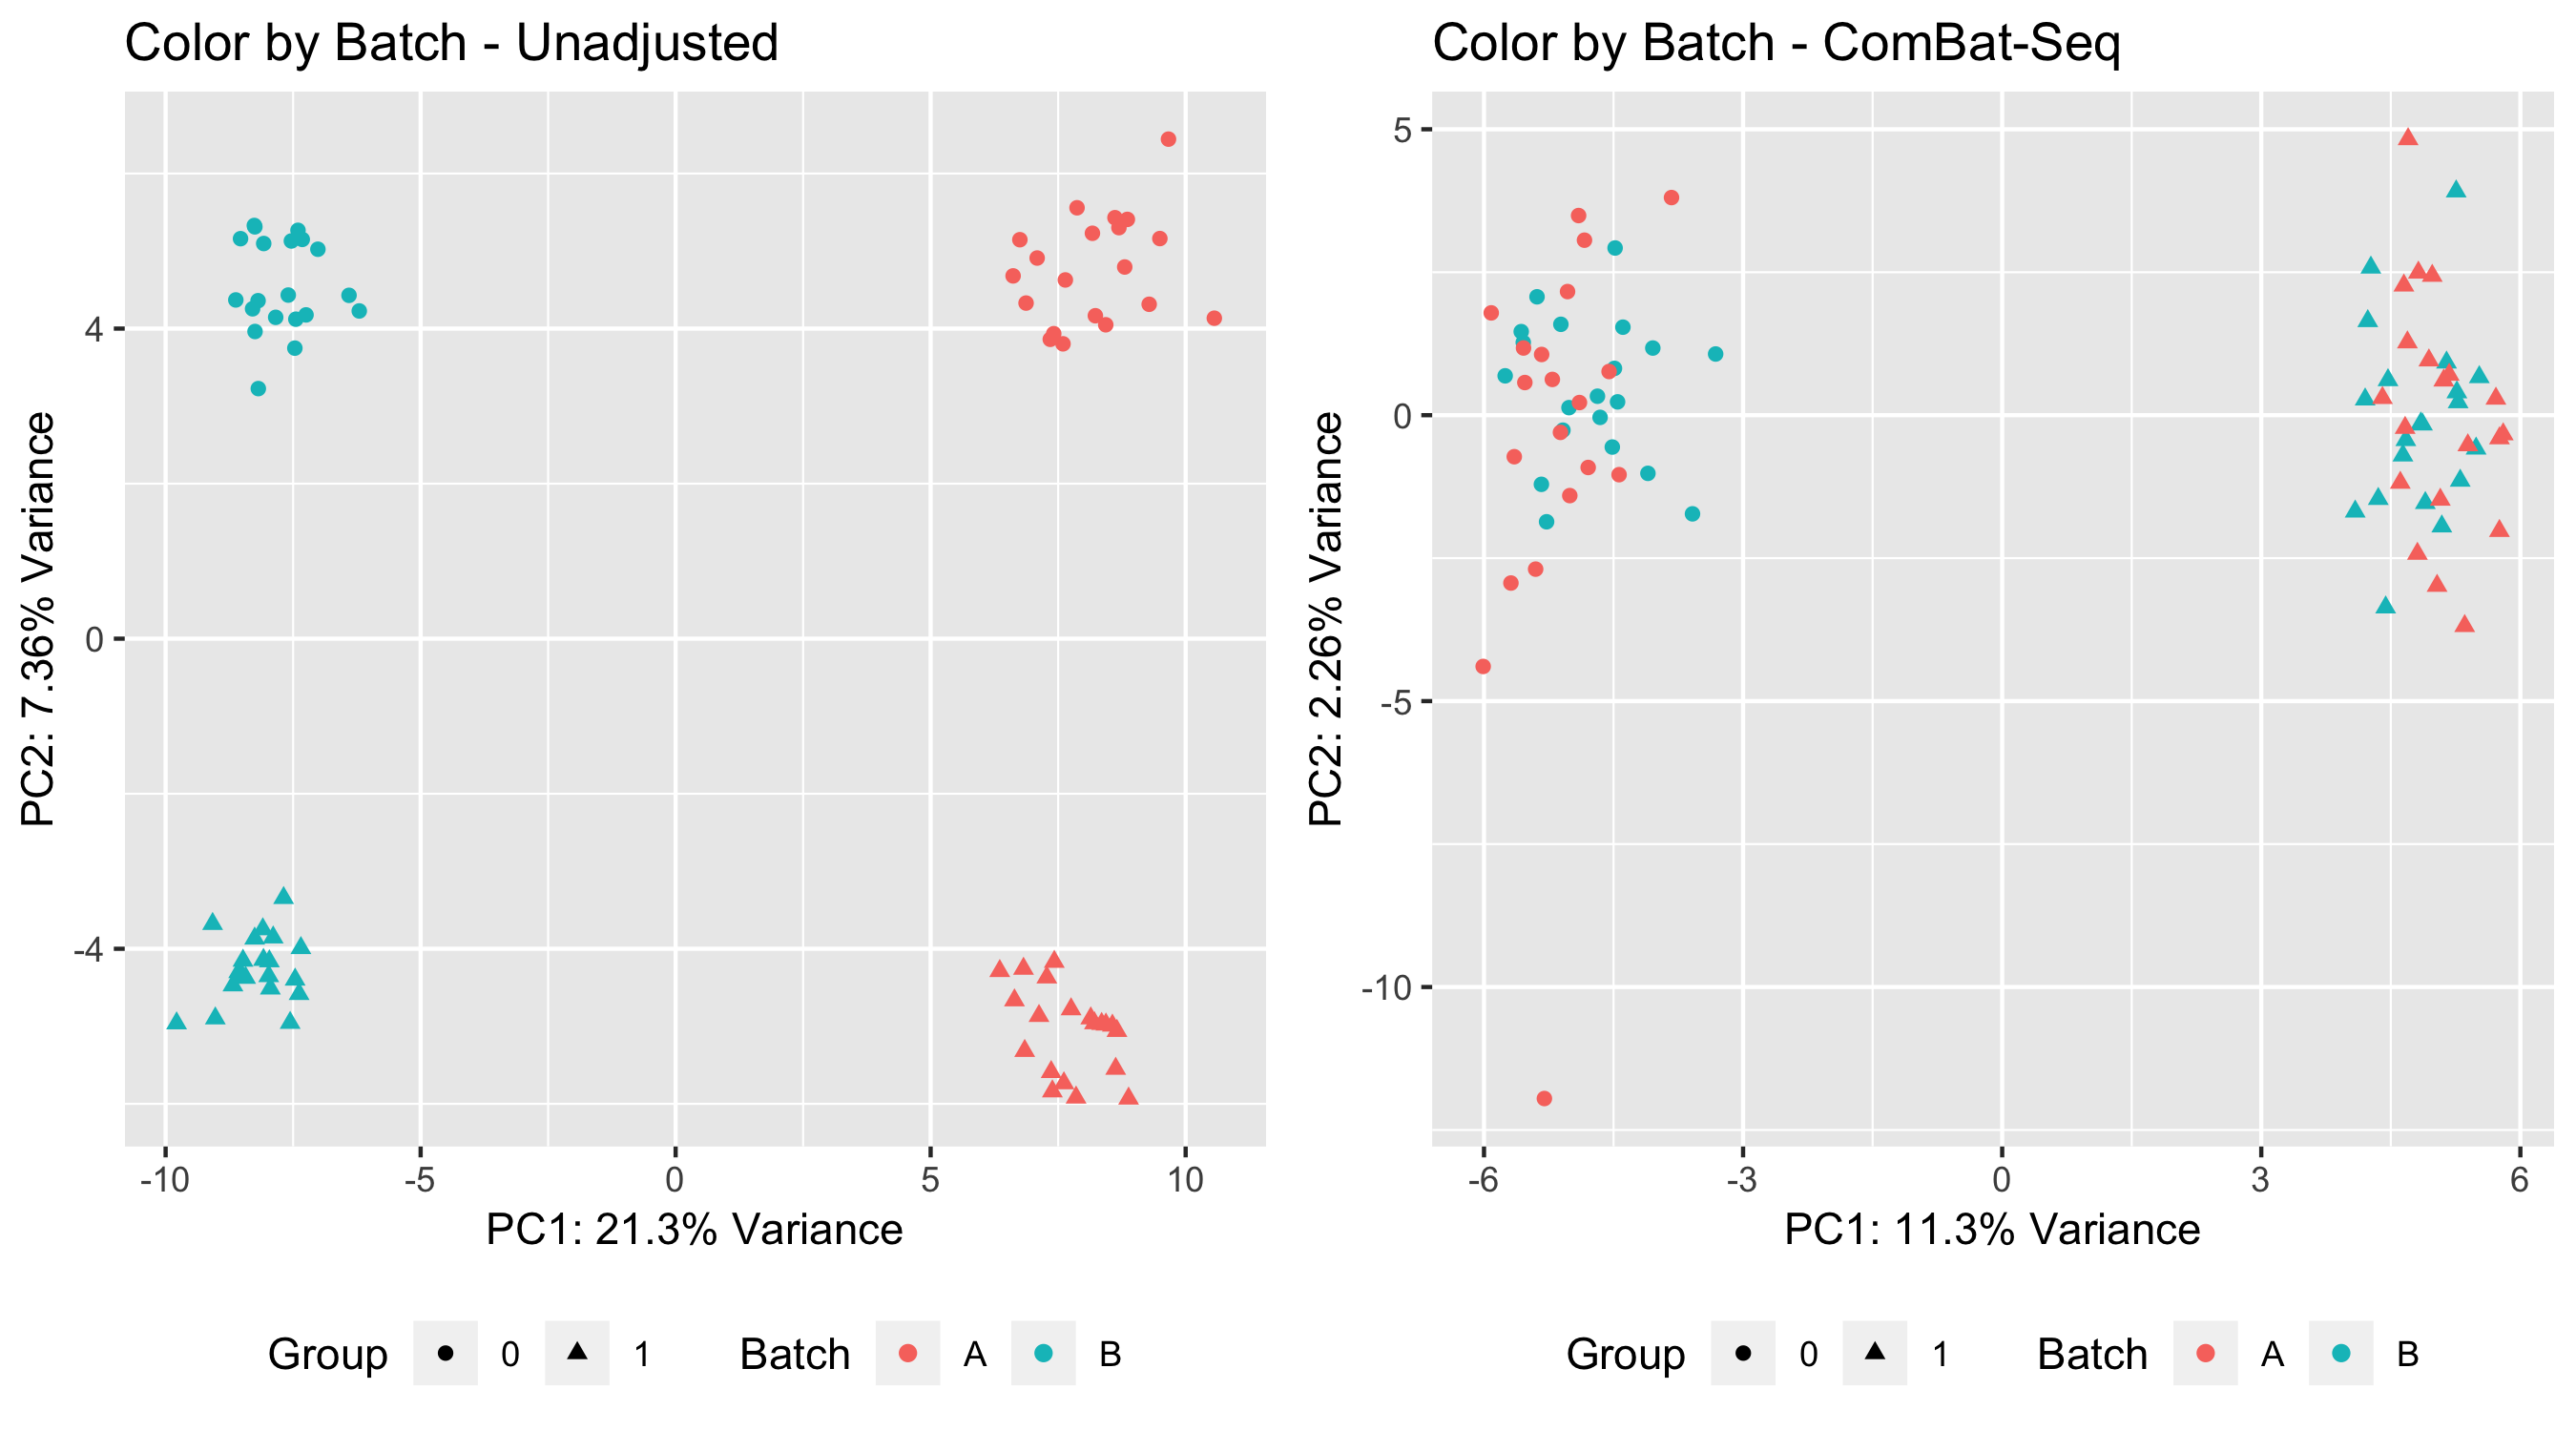 Color by Batch - Unadjusted
PC2: 7.36% Variance
4
0
-4
-10 -5 0 5 10
PC1: 21.3% Variance
Group 0 1 Batch A B
Color by Batch - ComBat-Seq
PC2: 2.26% Variance
5
0
-5
-10
-6 -3 0 3 6
PC1: 11.3% Variance
Group 0 1 Batch A B